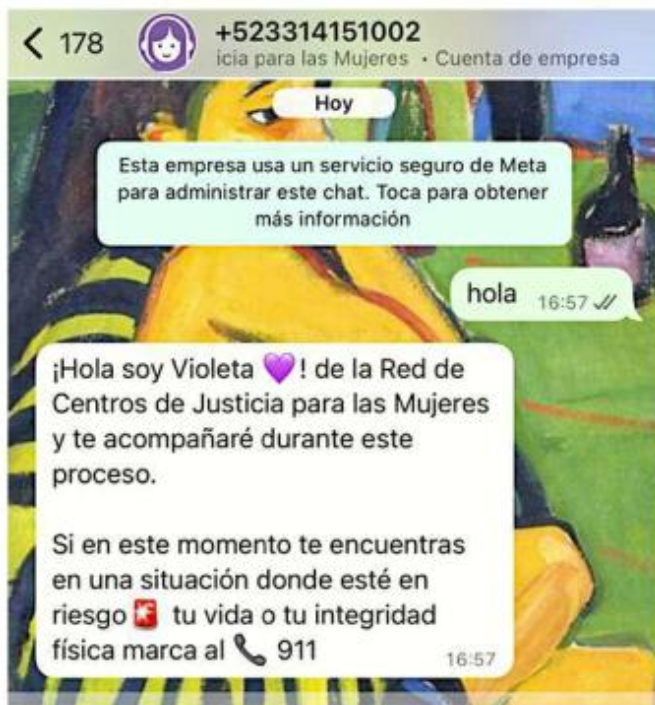 178
+523314151002
icia para las Mujeres · Cuenta de empresa
Hoy
Esta empresa usa un servicio seguro de Meta
para administrar este chat. Toca para obtener
más información
hola 16:57
¡Hola soy Violeta 💜! de la Red de
Centros de Justicia para las Mujeres
y te acompañaré durante este
proceso.
Si en este momento te encuentras
en una situación donde esté en
riesgo 🚨 tu vida o tu integridad
física marca al 📞 911
16:57